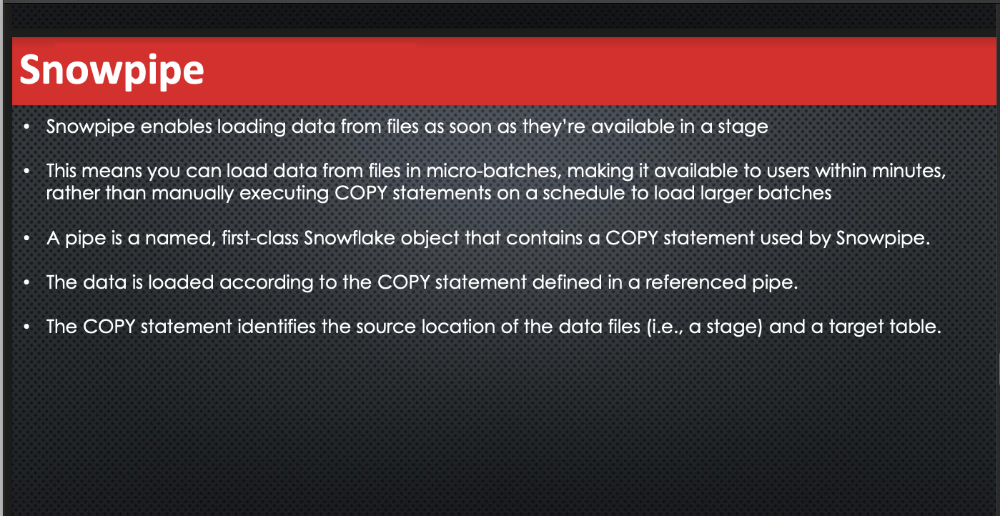 Snowpipe
• Snowpipe enables loading data from files as soon as they’re available in a stage
• This means you can load data from files in micro-batches, making it available to users within minutes,
rather than manually executing COPY statements on a schedule to load larger batches
• A pipe is a named, first-class Snowflake object that contains a COPY statement used by Snowpipe.
• The data is loaded according to the COPY statement defined in a referenced pipe.
• The COPY statement identifies the source location of the data files (i.e., a stage) and a target table.